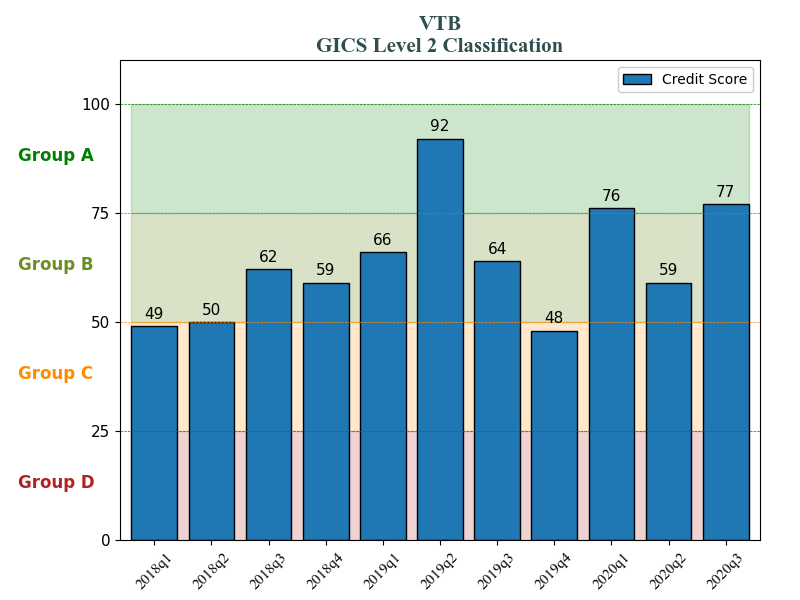 VTB
GICS Level 2 Classification
Credit Score
100
75
50
25
0
Group A
Group B
Group C
Group D
49
50
62
59
66
92
64
48
76
59
77
2018q1
2018q2
2018q3
2018q4
2019q1
2019q2
2019q3
2019q4
2020q1
2020q2
2020q3